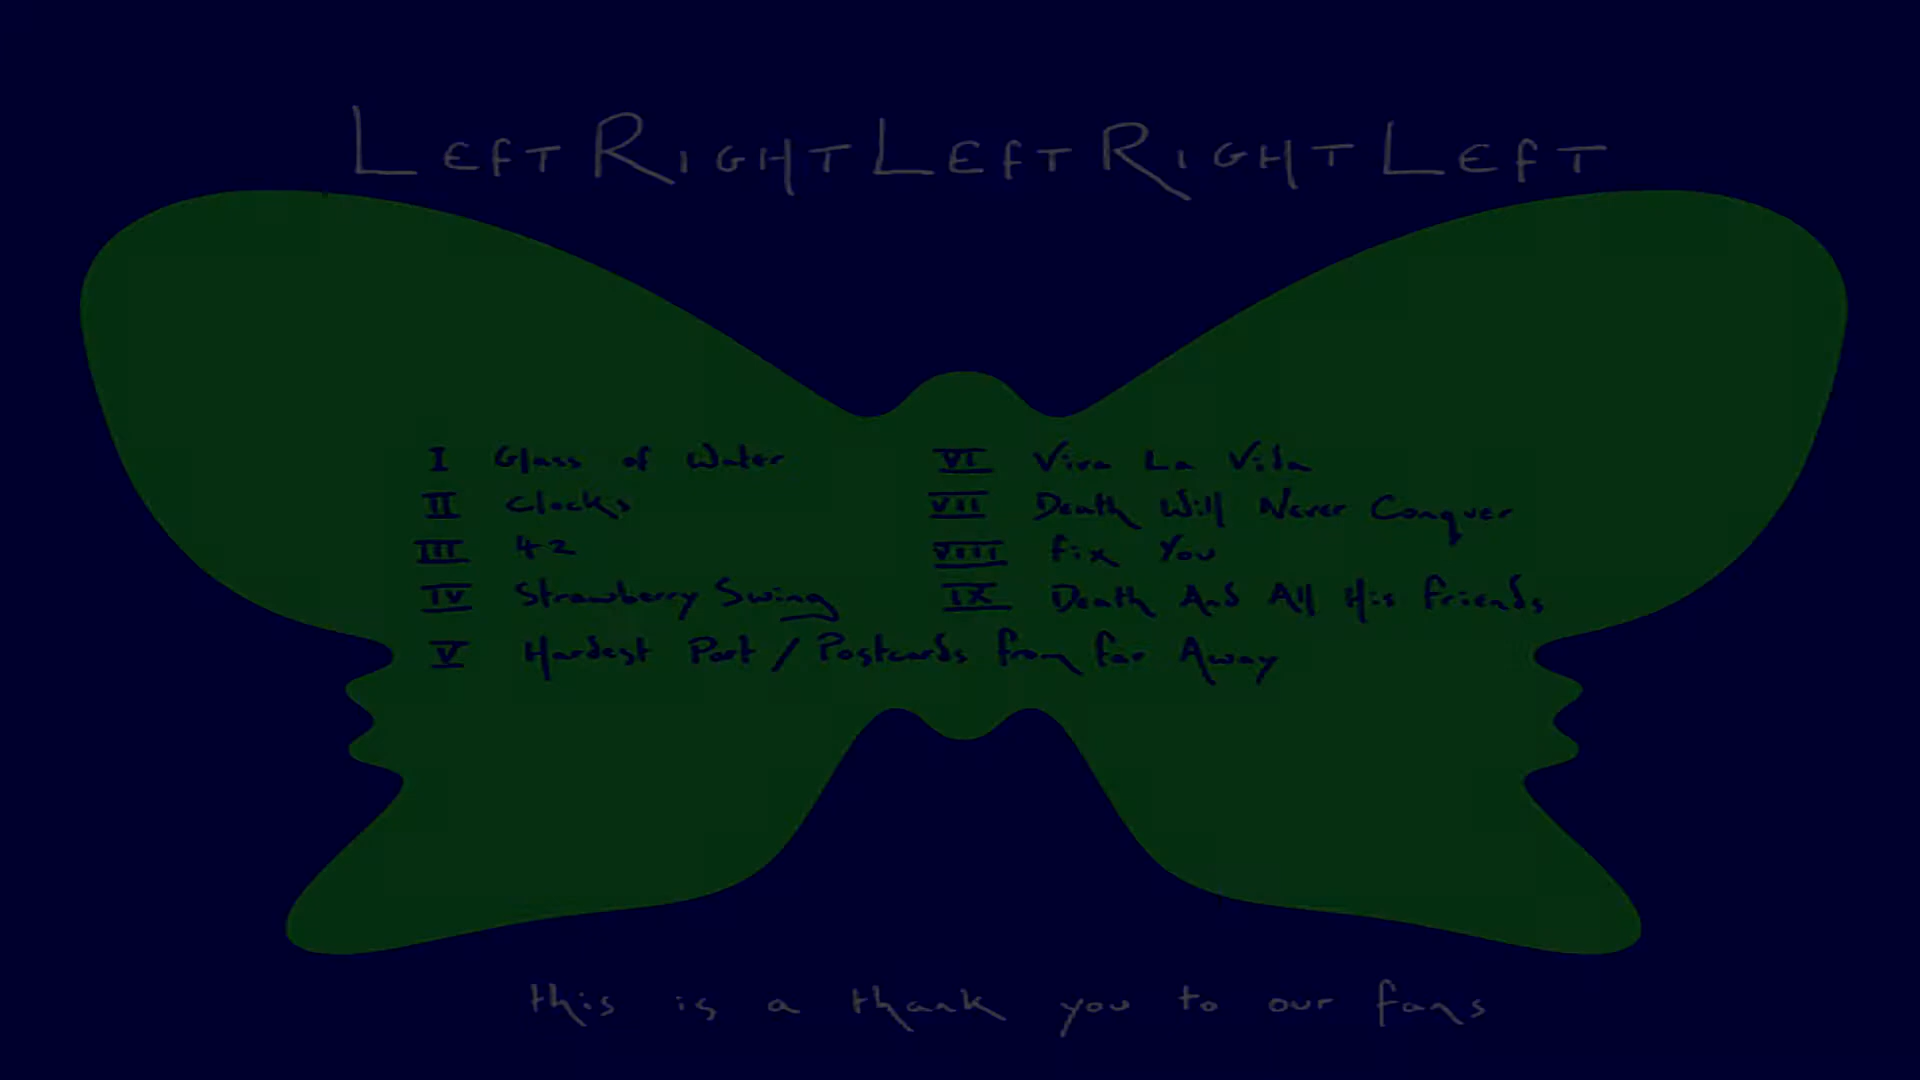 LEFTRIGHTLEFTRIGHTLEFT
I Glass of Water
II Clocks
III 42
IV Strawberry Swing
V Hardest Part / Postcards from far Away
VI Viva La Vida
VII Death Will Never Conquer
VIII Fix You
IX Death And All His friends
this is a thank you to our fans